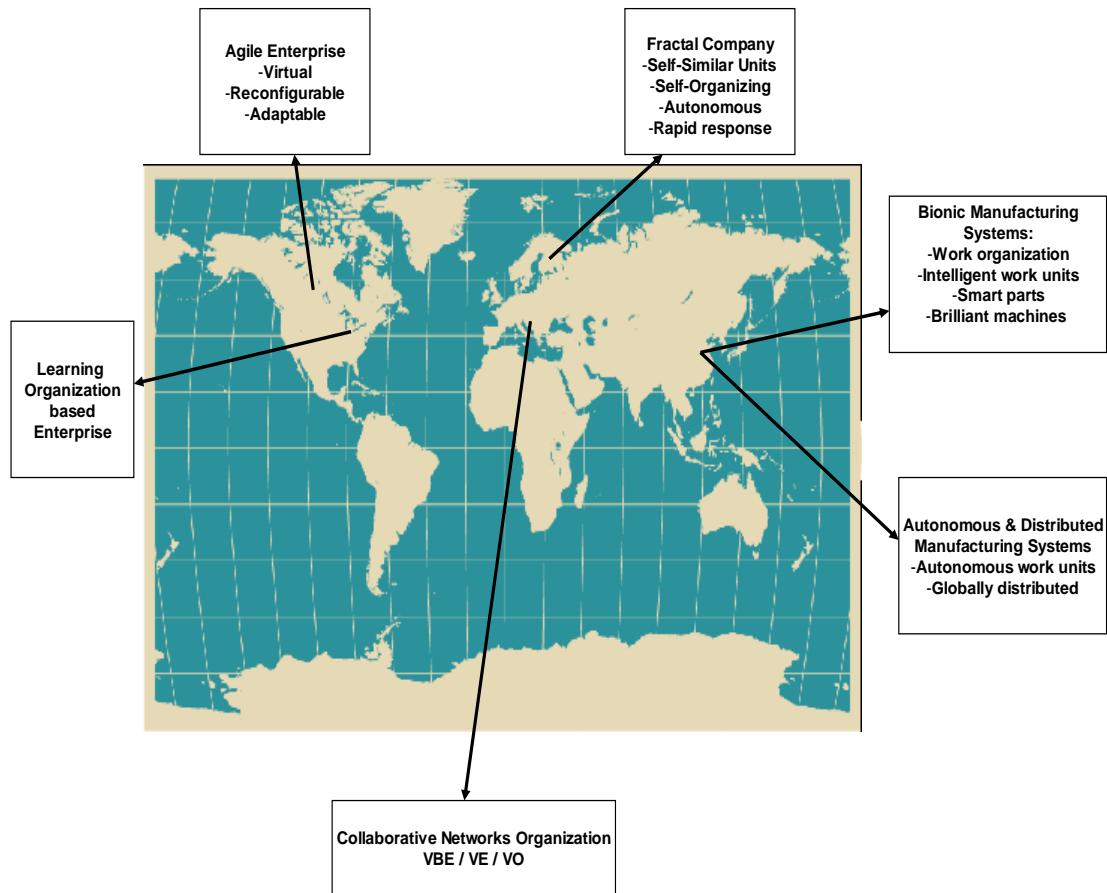 Agile Enterprise
-Virtual
-Reconfigurable
-Adaptable
Fractal Company
-Self-Similar Units
-Self-Organizing
-Autonomous
-Rapid response
Bionic Manufacturing
Systems:
-Work organization
-Intelligent work units
-Smart parts
-Brilliant machines
Learning
Organization
based
Enterprise
Autonomous & Distributed
Manufacturing Systems
-Autonomous work units
-Globally distributed
Collaborative Networks Organization
VBE / VE / VO